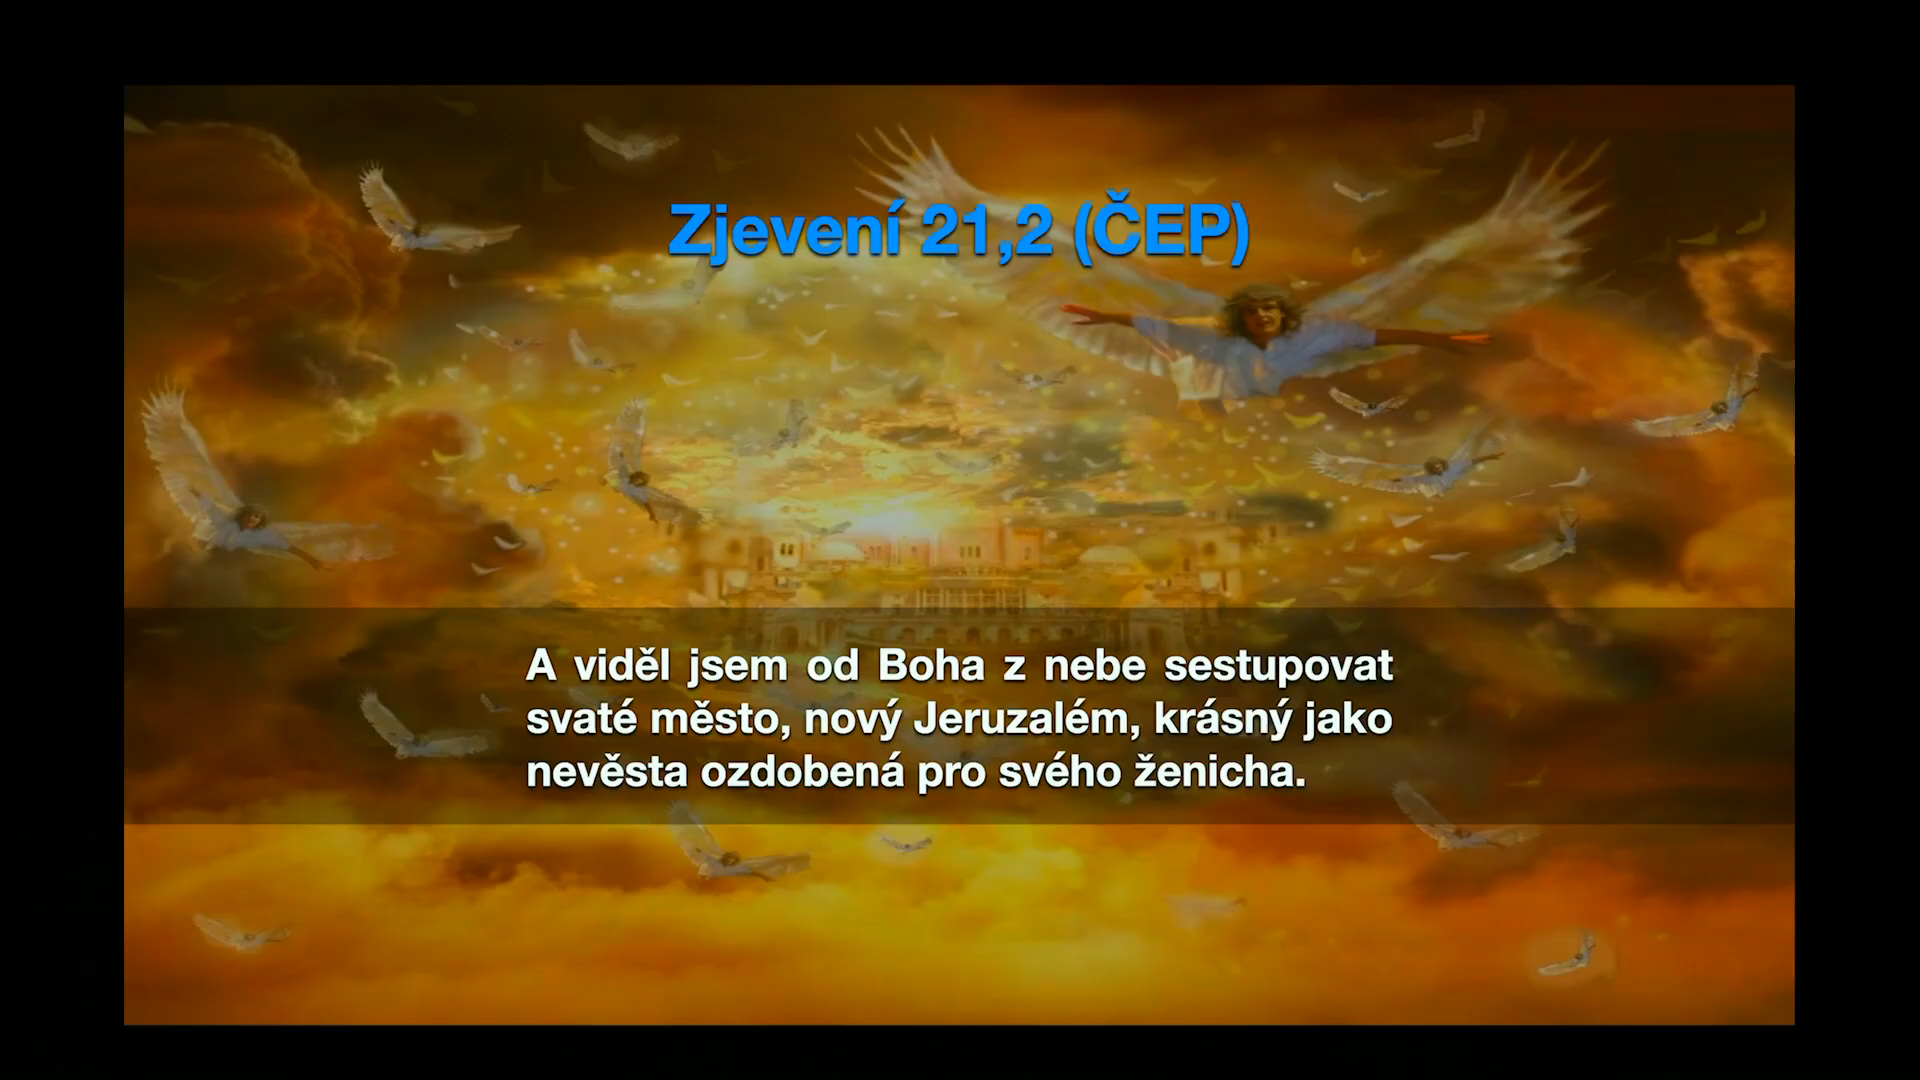 Zjevení 21,2 (ČEP)
A viděl jsem od Boha z nebe sestupovat
svaté město, nový Jeruzalém, krásný jako
nevěsta ozdobená pro svého ženicha.